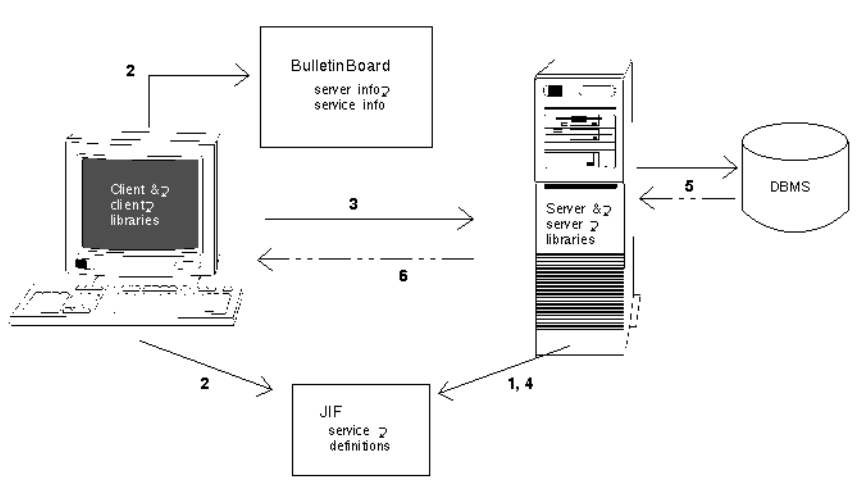 2
BulletinBoard
server info
service info
Client &
client
libraries
3
Server &
server
libraries
5
DBMS
6
2
1, 4
JIF
service
definitions